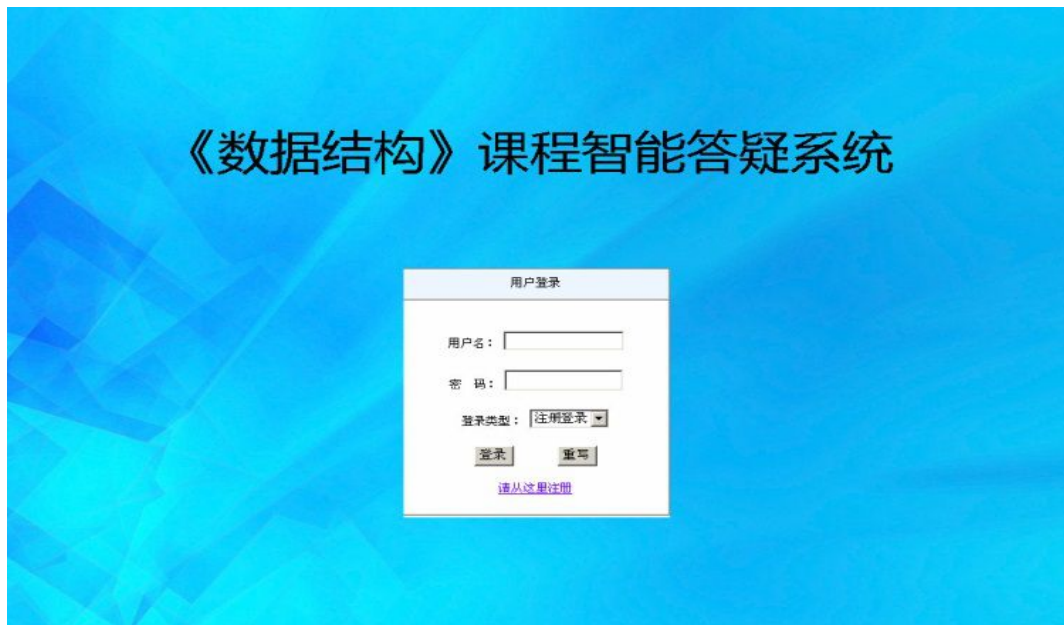 《数据结构》课程智能答疑系统
用户登录
用户名：
密 码：
登录类型： 注册登录
登录 重写
请从这里注册